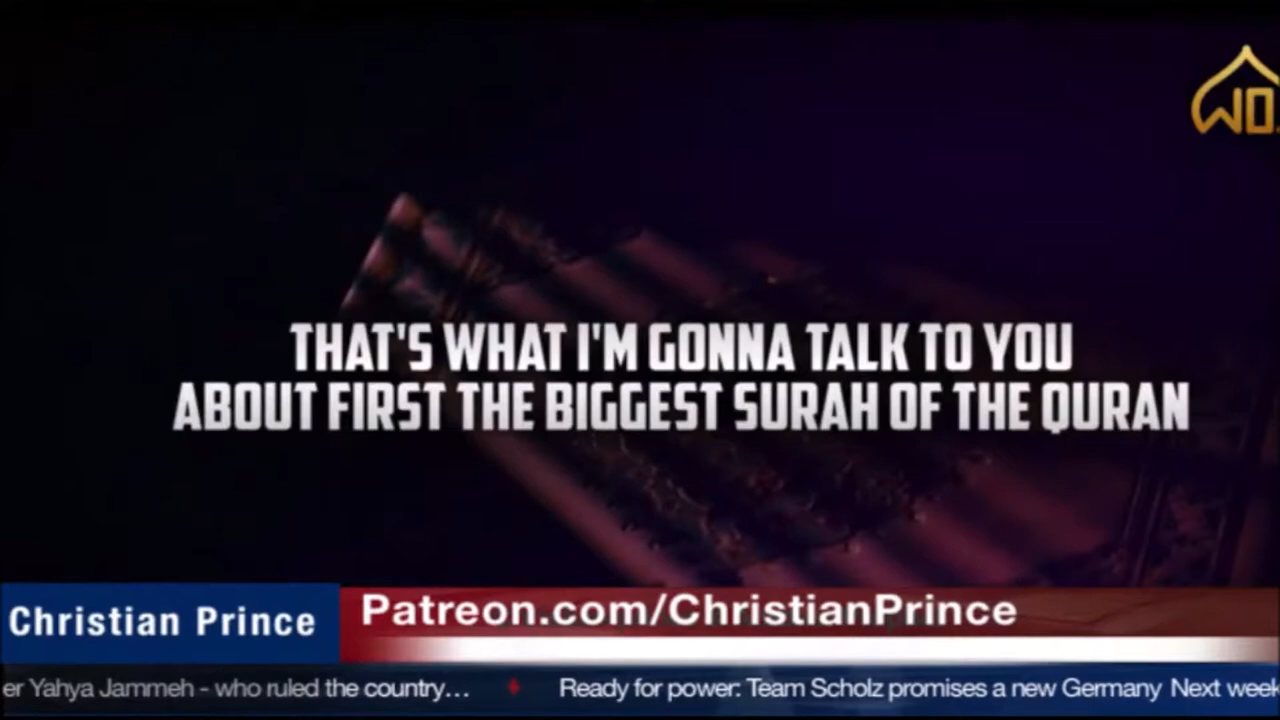 THAT'S WHAT I'M GONNA TALK TO YOU
ABOUT FIRST THE BIGGEST SURAH OF THE QURAN
Christian Prince
Patreon.com/ChristianPrince
er Yahya Jammeh - who ruled the country… Ready for power: Team Scholz promises a new Germany Next week